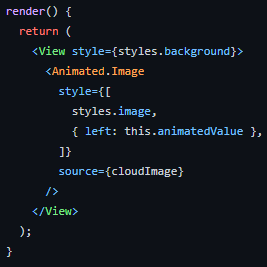 render() {
  return (
    <View style={styles.background}>
      <Animated.Image
        style={[
          styles.image,
          { left: this.animatedValue },
        ]}
        source={cloudImage}
      />
    </View>
  );
}